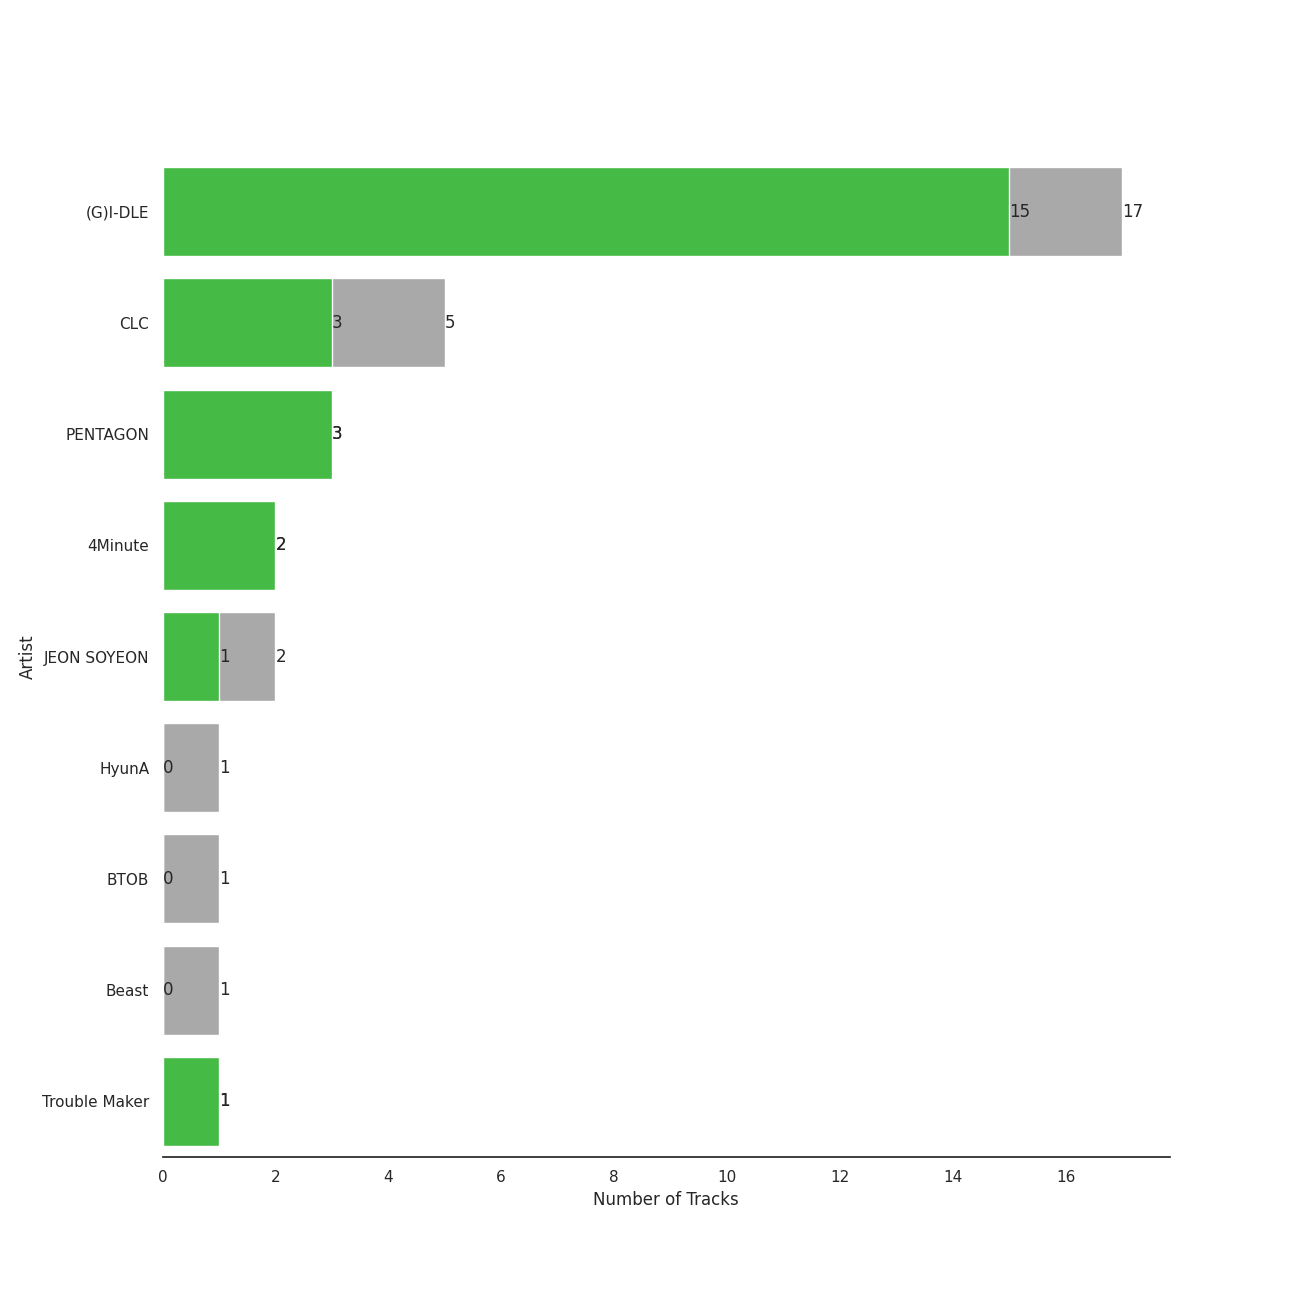 (G)I-DLE 15 17
CLC 3 5
PENTAGON 3
4Minute 2
JEON SOYEON 1 2
HyunA 0 1
BTOB 0 1
Beast 0 1
Trouble Maker 1
0 2 4 6 8 10 12 14 16
Number of Tracks
Artist